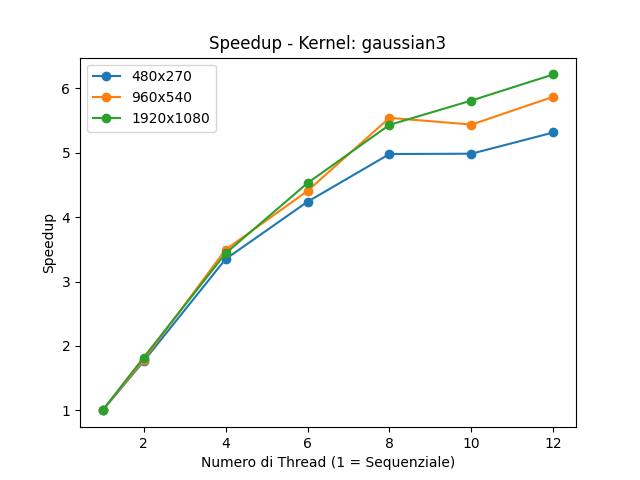 Speedup - Kernel: gaussian3
480x270
960x540
1920x1080
6
5
4
3
2
1
Speedup
2 4 6 8 10 12
Numero di Thread (1 = Sequenziale)